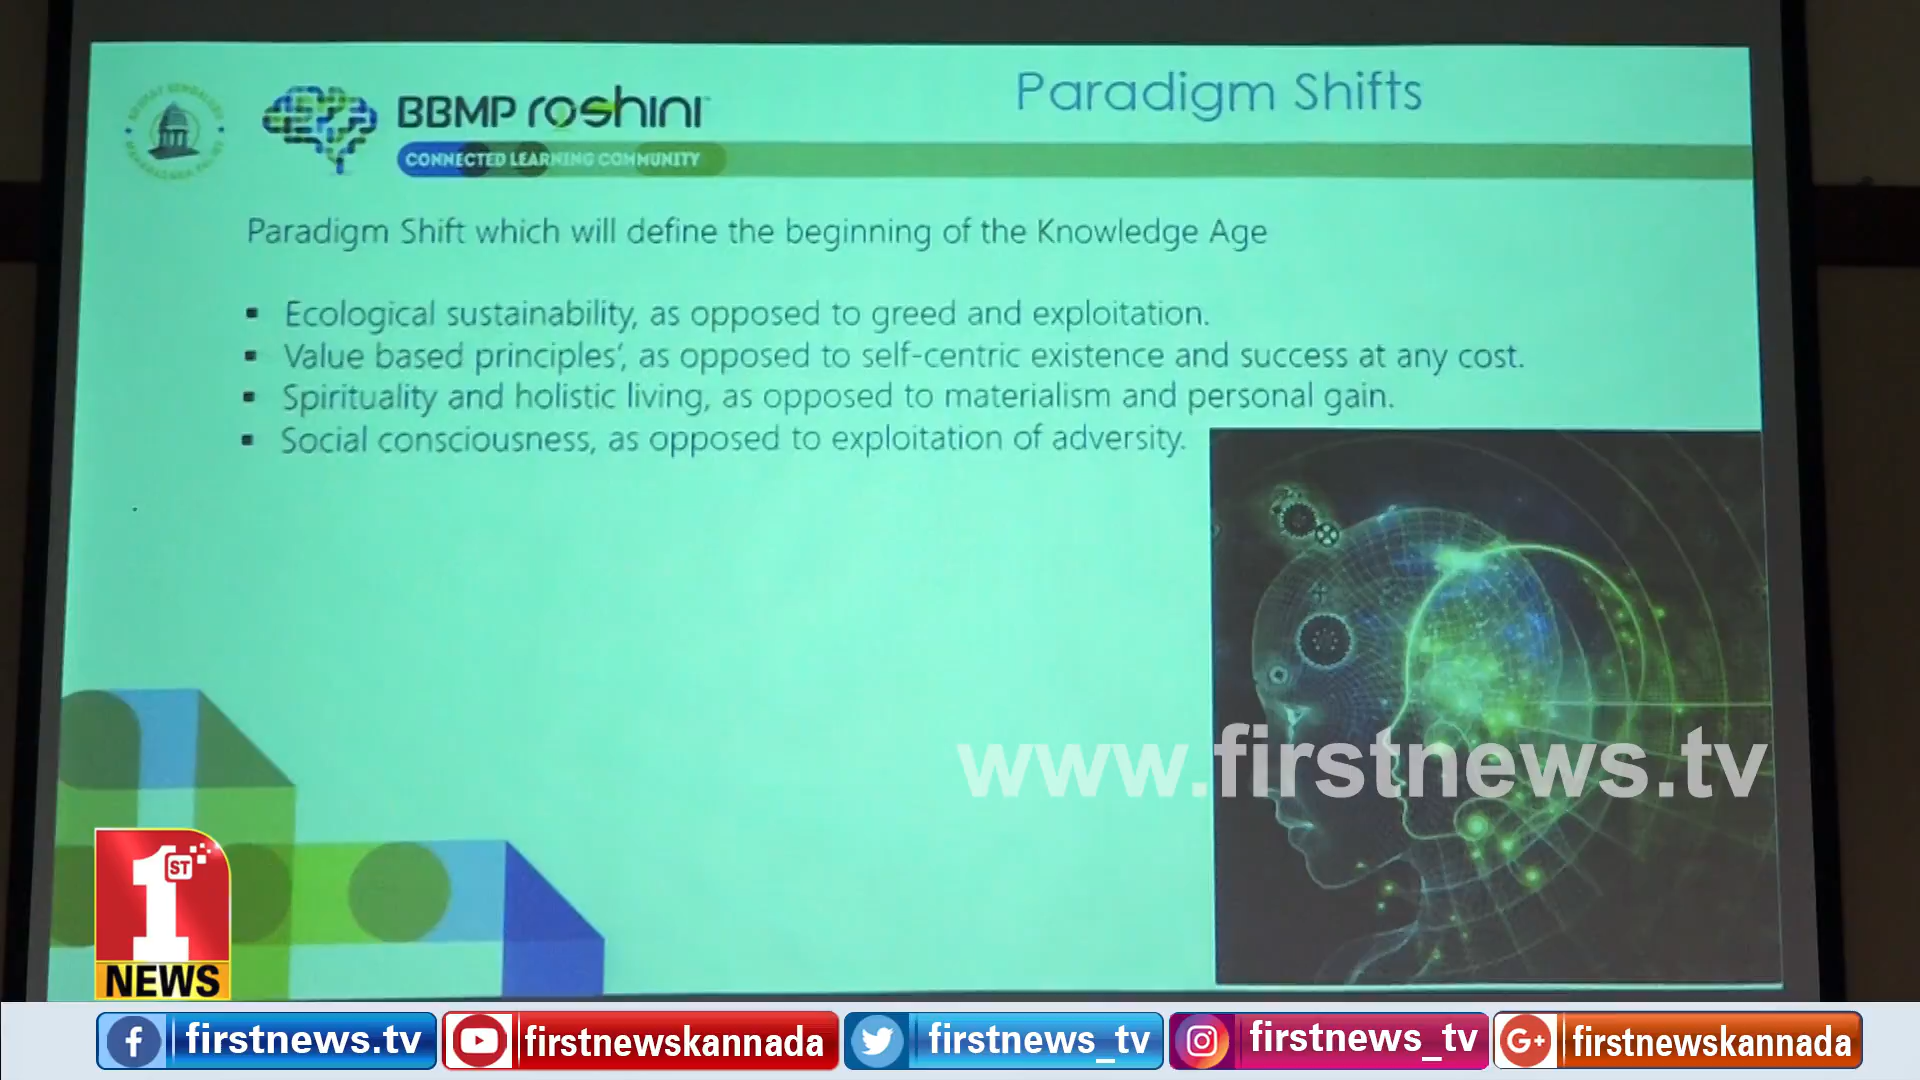 BBMP roshini
CONNECTED LEARNING COMMUNITY
Paradigm Shifts
Paradigm Shift which will define the beginning of the Knowledge Age
▪ Ecological sustainability, as opposed to greed and exploitation.
▪ Value based principles’, as opposed to self-centric existence and success at any cost.
▪ Spirituality and holistic living, as opposed to materialism and personal gain.
▪ Social consciousness, as opposed to exploitation of adversity.
www.firstnews.tv
1ST
NEWS
firstnews.tv
firstnewskannada
firstnews_tv
firstnews_tv
firstnewskannada